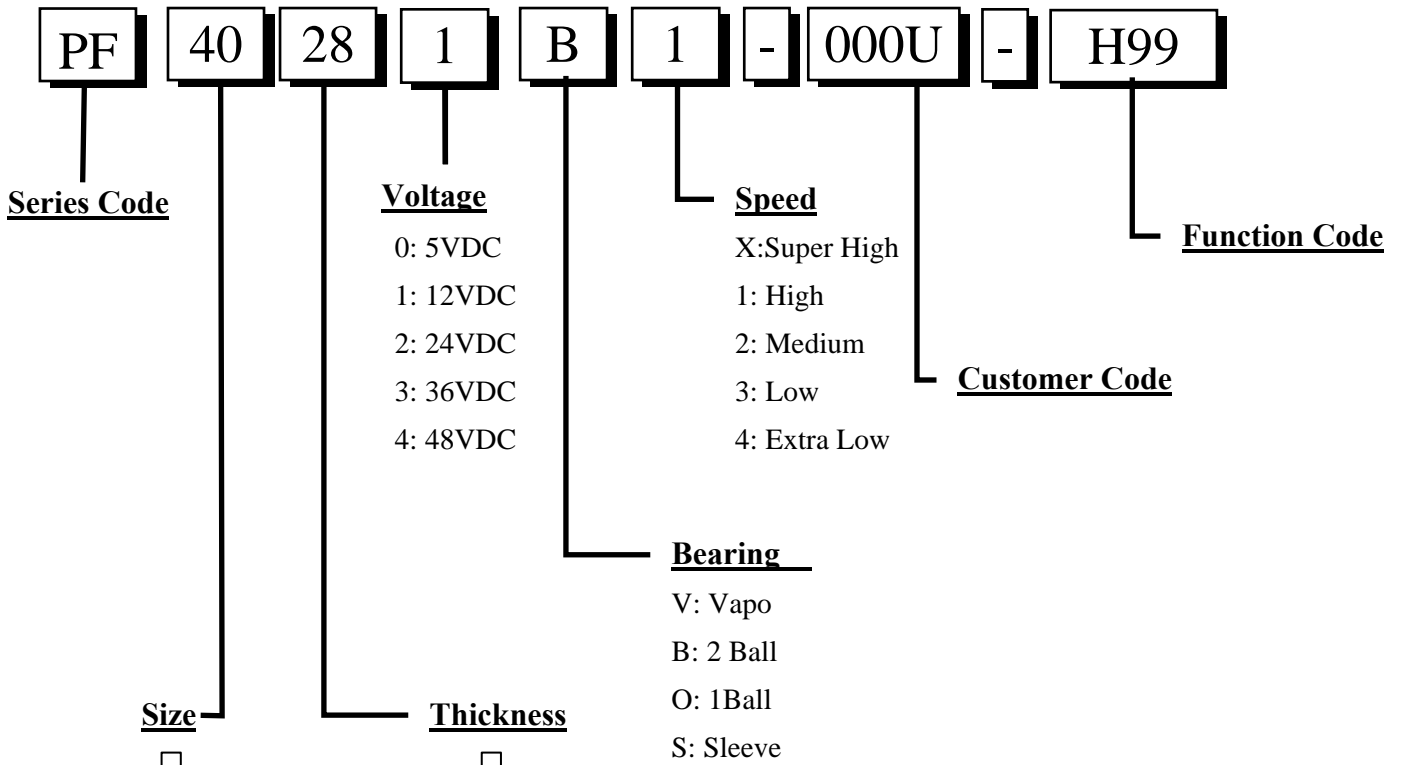 PF 40 28 1 B 1 - 000U - H99
Series Code
Voltage
0: 5VDC
1: 12VDC
2: 24VDC
3: 36VDC
4: 48VDC
Speed
X:Super High
1: High
2: Medium
3: Low
4: Extra Low
Function Code
Customer Code
Bearing
V: Vapo
B: 2 Ball
O: 1Ball
S: Sleeve
Size
Thickness